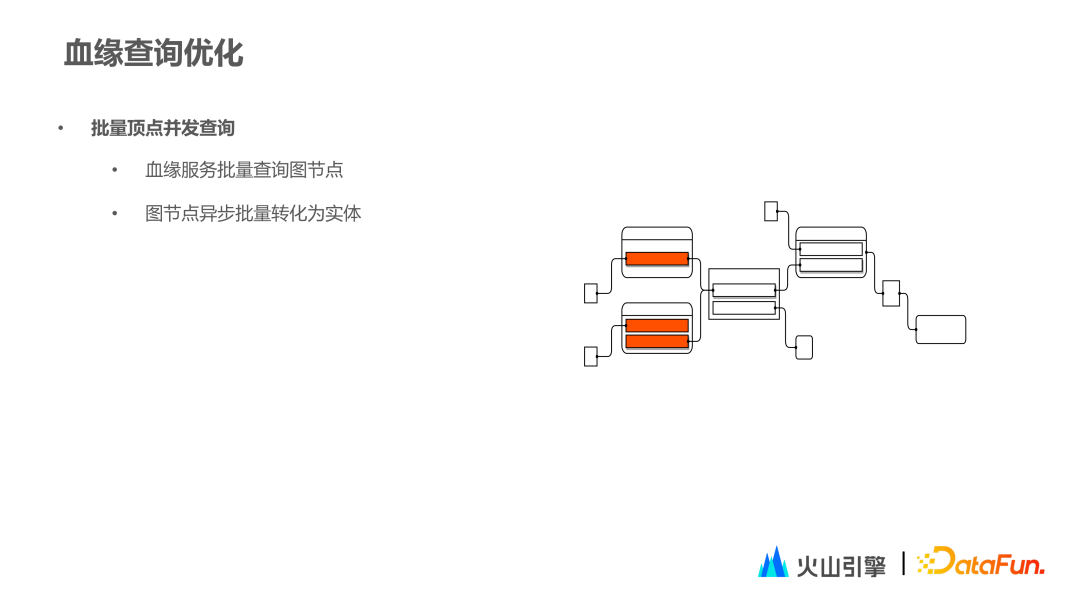 血缘查询优化
• 批量顶点并发查询
• 血缘服务批量查询图节点
• 图节点异步批量转化为实体
火山引擎 | DataFun.